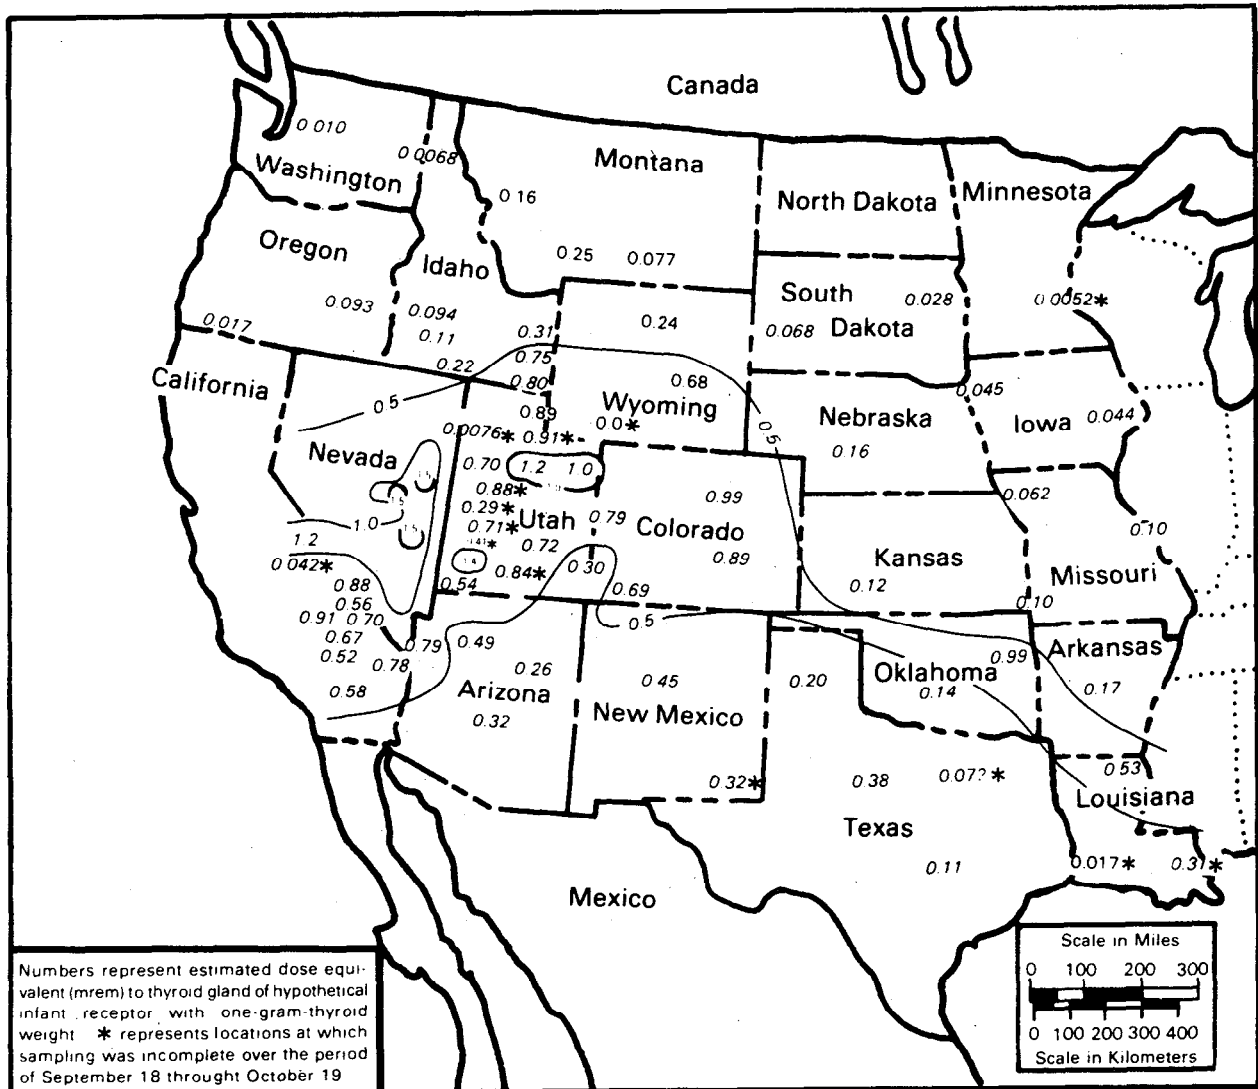 Canada
0 010
0 0068
Washington
Montana
0 16
North Dakota
Minnesota
Oregon
Idaho
0.25 0.077
South
Dakota
0.028
0 0052*
0.093
0.094
0.017
0.11
0.31
0.24
0.068
0.75
0.22
0.80
0.68
California
0.5
0.89
Wyoming
0.0*
0.5
Nebraska
0.045
Iowa
0.044
0.0076*
0.91*
Nevada
0.70
1.2 1.0
0.16
0.88*
0.99
0.062
0.29*
Utah
0.79
Colorado
0.10
1.0
0.71*
1.2
0.72
0.89
Kansas
Missouri
0 042*
0.84*
0.30
0.12
0.88
0.54
0.69
0.10
0.56
0.91 0.70
0.5
0.67
0.79
0.49
0.99
Arkansas
0.52
0.78
0.26
Oklahoma
0.58
Arizona
0.45
0.20
0.14
0.17
0.32
New Mexico
0.32*
0.38
0.07?*
0.53
Louisiana
Texas
0.11
0.017*
0.31*
Mexico
Numbers represent estimated dose equi-
valent (mrem) to thyroid gland of hypothetical
infant receptor with one-gram-thyroid
weight * represents locations at which
sampling was incomplete over the period
of September 18 throught October 19
Scale in Miles
0 100 200 300
0 100 200 300 400
Scale in Kilometers